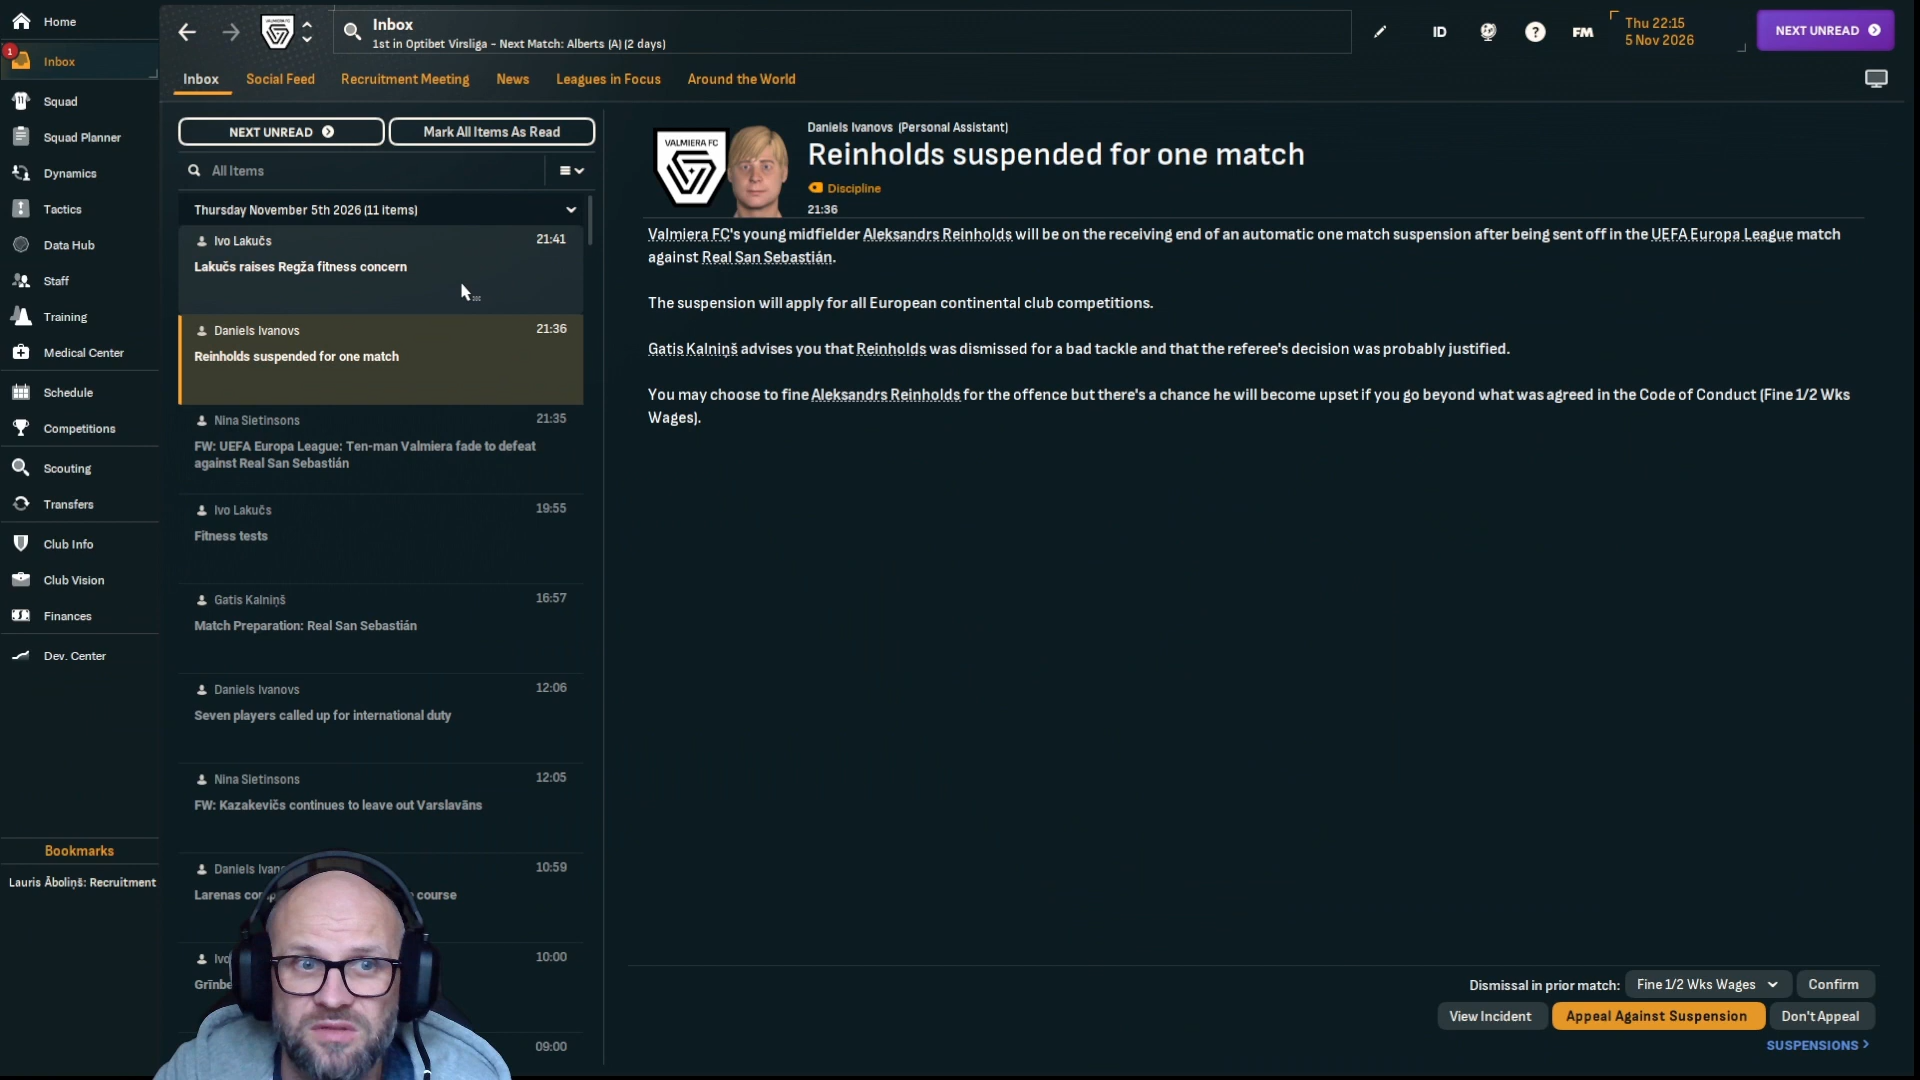 Home
1
Inbox
Squad
Squad Planner
Dynamics
Tactics
Data Hub
Staff
Training
Medical Center
Schedule
Competitions
Scouting
Transfers
Club Info
Club Vision
Finances
Dev. Center
Bookmarks
Lauris Āboliņš: Recruitment
Inbox
1st in Optibet Virsliga - Next Match: Alberts (A) (2 days)
ID
?
FM
Thu 22:15
5 Nov 2026
NEXT UNREAD
Inbox
Social Feed
Recruitment Meeting
News
Leagues in Focus
Around the World
NEXT UNREAD
Mark All Items As Read
All Items
Thursday November 5th 2026 (11 items)
Ivo Lakučs 21:41
Lakučs raises Regža fitness concern
Daniels Ivanovs 21:36
Reinholds suspended for one match
Nina Sietinsons 21:35
FW: UEFA Europa League: Ten-man Valmiera fade to defeat
against Real San Sebastián
Ivo Lakučs 19:55
Fitness tests
Gatis Kalniņš 16:57
Match Preparation: Real San Sebastián
Daniels Ivanovs 12:06
Seven players called up for international duty
Nina Sietinsons 12:05
FW: Kazakevičs continues to leave out Varslavāns
Daniels 10:59
Larenas course
Ivo 10:00
09:00
VALMIERA FC
Daniels Ivanovs (Personal Assistant)
Reinholds suspended for one match
Discipline
21:36
Valmiera FC's young midfielder Aleksandrs Reinholds will be on the receiving end of an automatic one match suspension after being sent off in the UEFA Europa League match
against Real San Sebastián.
The suspension will apply for all European continental club competitions.
Gatis Kalniņš advises you that Reinholds was dismissed for a bad tackle and that the referee's decision was probably justified.
You may choose to fine Aleksandrs Reinholds for the offence but there's a chance he will become upset if you go beyond what was agreed in the Code of Conduct (Fine 1/2 Wks
Wages).
Dismissal in prior match: Fine 1/2 Wks Wages Confirm
View Incident Appeal Against Suspension Don't Appeal
SUSPENSIONS >